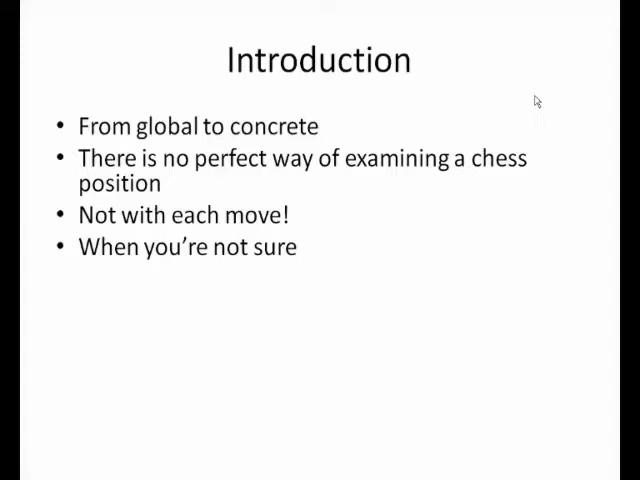 Introduction
• From global to concrete
• There is no perfect way of examining a chess
position
• Not with each move!
• When you’re not sure